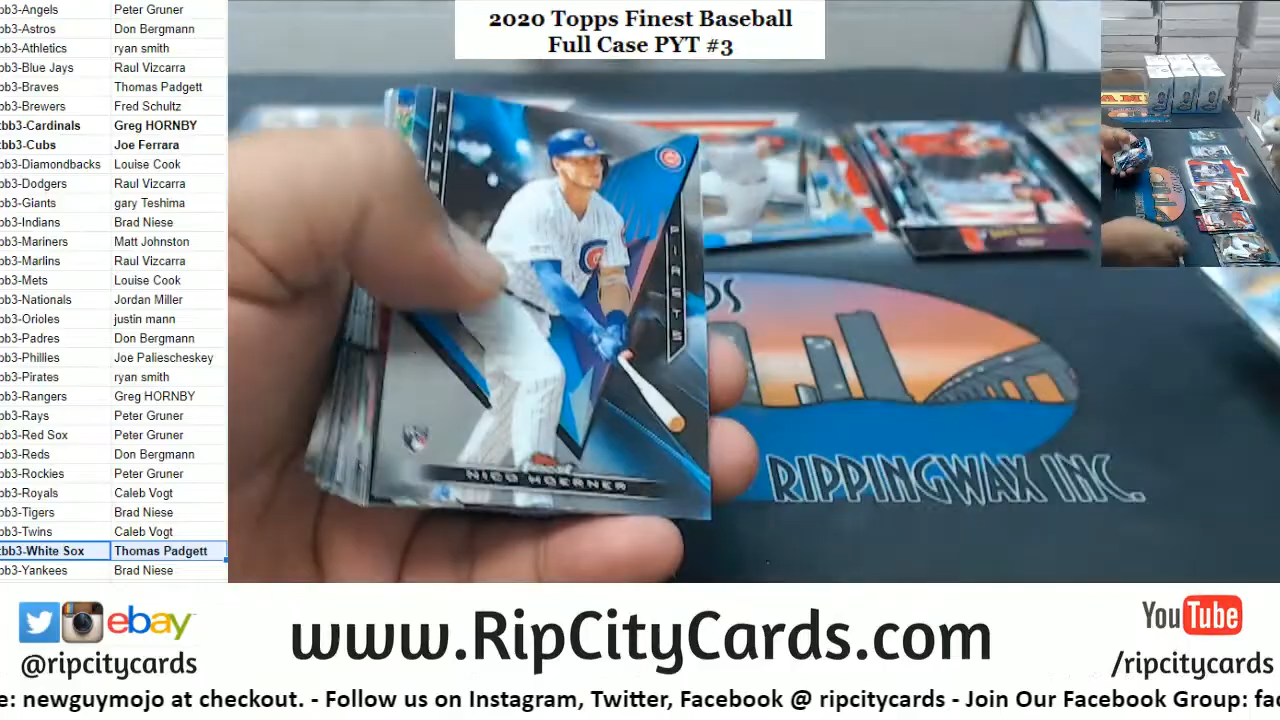 2020 Topps Finest Baseball
Full Case PYT #3
bb3-Angels Peter Gruner
bb3-Astros Don Bergmann
bb3-Athletics ryan smith
bb3-Blue Jays Raul Vizcarra
bb3-Braves Thomas Padgett
bb3-Brewers Fred Schultz
bb3-Cardinals Greg HORNBY
bb3-Cubs Joe Ferrara
bb3-Diamondbacks Louise Cook
bb3-Dodgers Raul Vizcarra
bb3-Giants gary Teshima
bb3-Indians Brad Niese
bb3-Mariners Matt Johnston
bb3-Marlins Raul Vizcarra
bb3-Mets Louise Cook
bb3-Nationals Jordan Miller
bb3-Orioles justin mann
bb3-Padres Don Bergmann
bb3-Phillies Joe Paliescheskey
bb3-Pirates ryan smith
bb3-Rangers Greg HORNBY
bb3-Rays Peter Gruner
bb3-Red Sox Peter Gruner
bb3-Reds Don Bergmann
bb3-Rockies Peter Gruner
bb3-Royals Caleb Vogt
bb3-Tigers Brad Niese
bb3-Twins Caleb Vogt
bb3-White Sox Thomas Padgett
bb3-Yankees Brad Niese
FIRSTS
NICO HOERNER
RIPPINGWAX INC.
ebay
@ripcitycards
www.RipCityCards.com
YouTube
/ripcitycards
e: newguymojo at checkout. - Follow us on Instagram, Twitter, Facebook @ ripcitycards - Join Our Facebook Group: fac